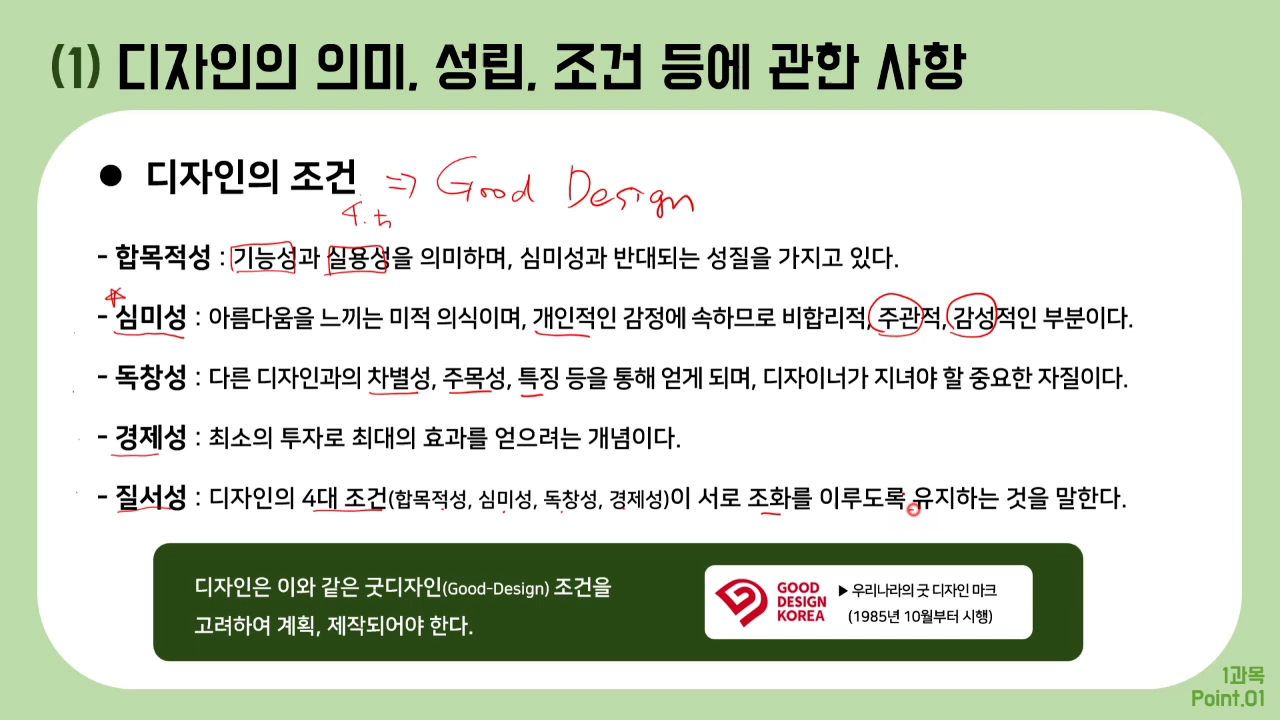 (1) 디자인의 의미, 성립, 조건 등에 관한 사항
● 디자인의 조건 ⇒ Good Design
- 합목적성 : 기능성과 실용성을 의미하며, 심미성과 반대되는 성질을 가지고 있다.
- 심미성 : 아름다움을 느끼는 미적 의식이며, 개인적인 감정에 속하므로 비합리적, 주관적, 감성적인 부분이다.
- 독창성 : 다른 디자인과의 차별성, 주목성, 특징 등을 통해 얻게 되며, 디자이너가 지녀야 할 중요한 자질이다.
- 경제성 : 최소의 투자로 최대의 효과를 얻으려는 개념이다.
- 질서성 : 디자인의 4대 조건(합목적성, 심미성, 독창성, 경제성)이 서로 조화를 이루도록 유지하는 것을 말한다.
디자인은 이와 같은 굿디자인(Good-Design) 조건을
고려하여 계획, 제작되어야 한다.
GOOD
DESIGN
KOREA
▶ 우리나라의 굿 디자인 마크
(1985년 10월부터 시행)
1과목
Point.01